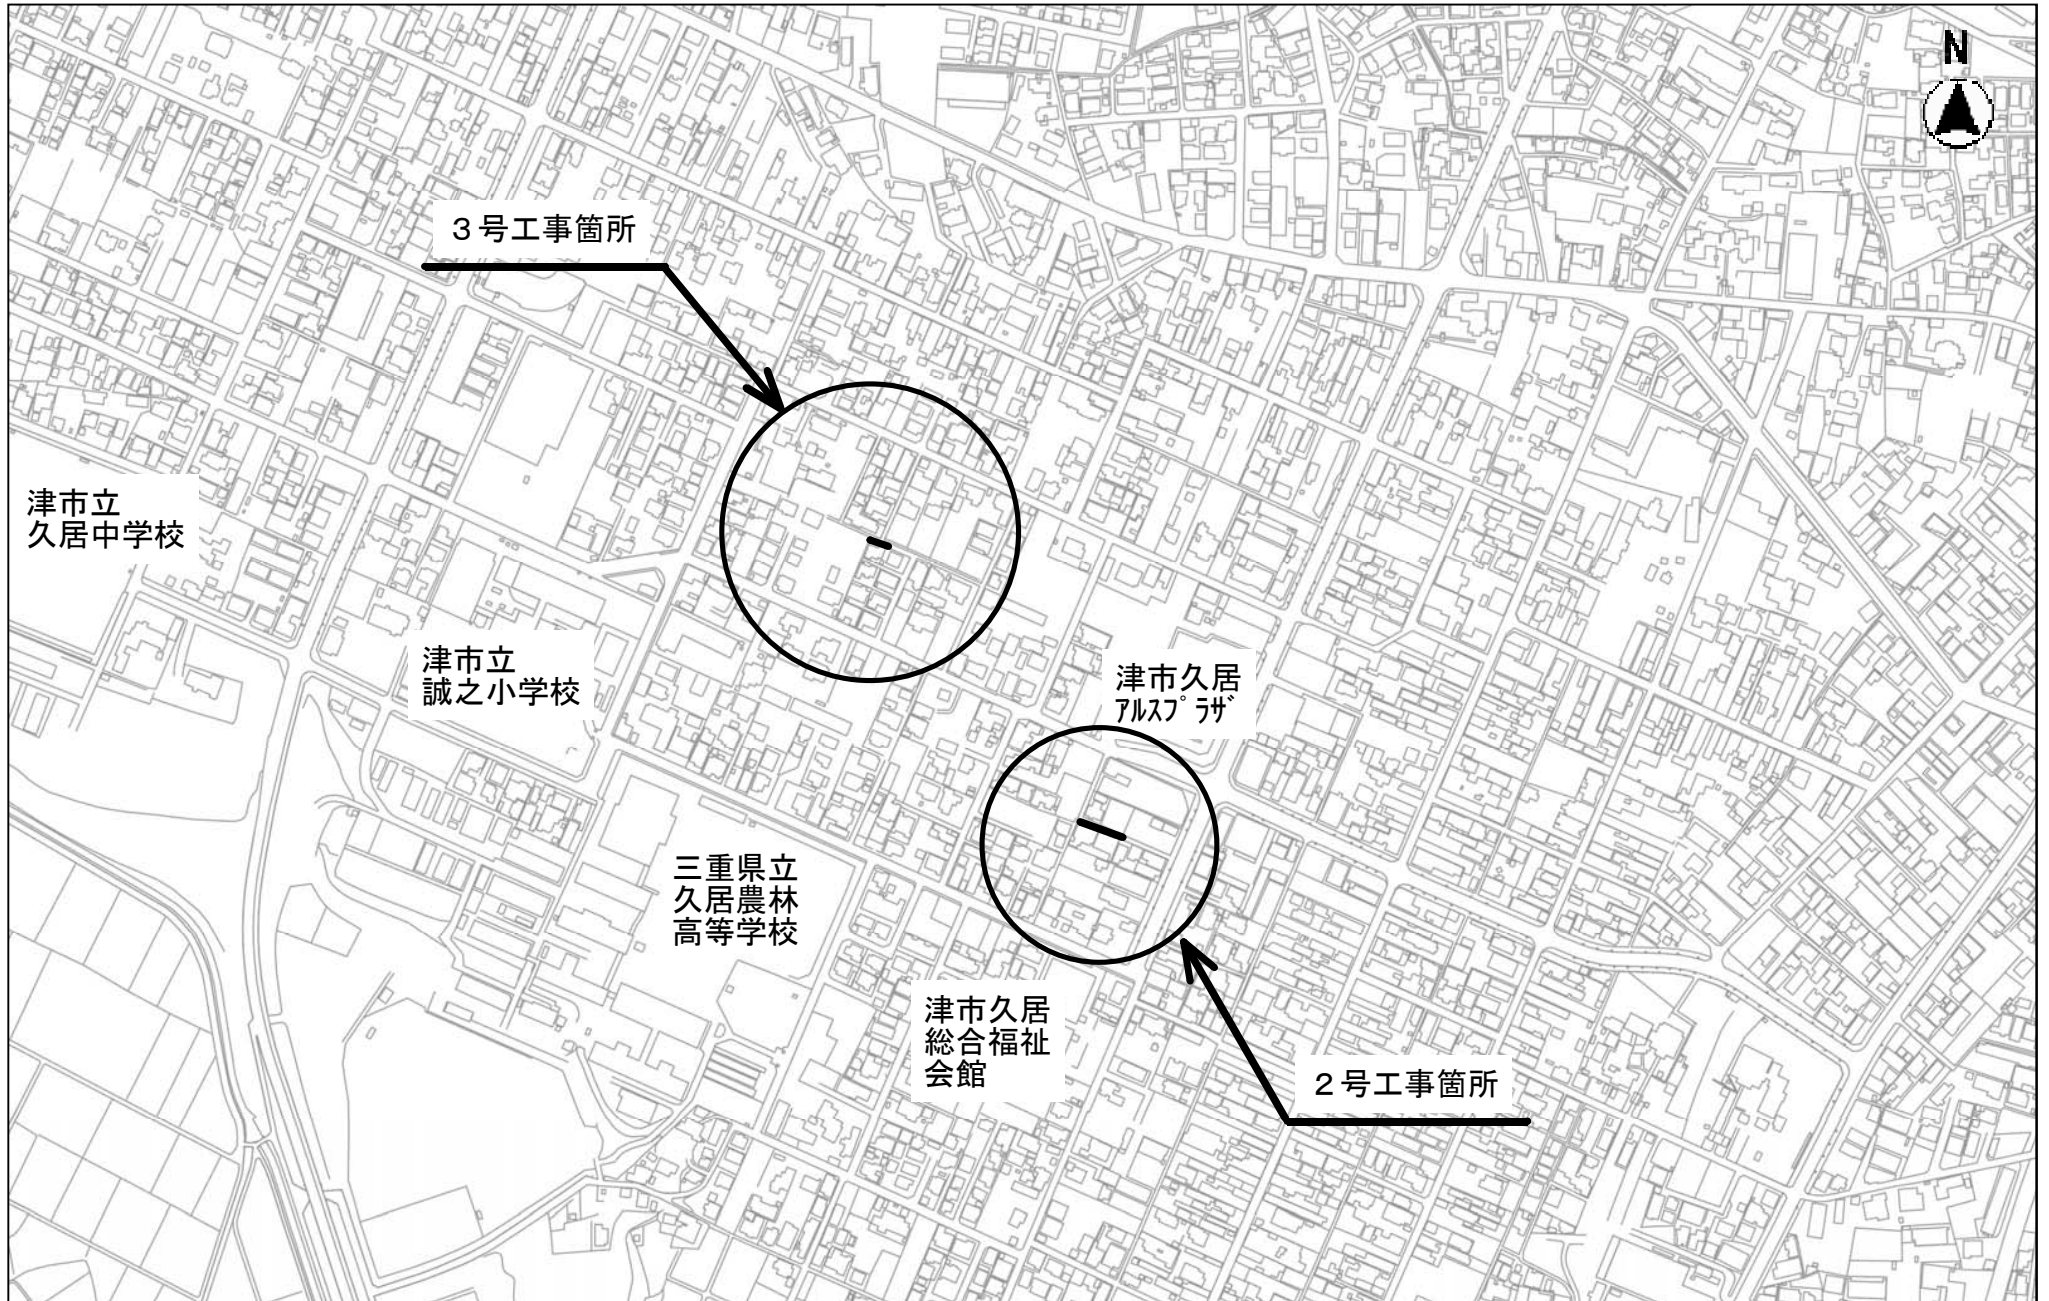 N
３号工事箇所
津市立
久居中学校
津市立
誠之小学校
津市久居
ｱﾙｽﾌﾟﾗｻﾞ
三重県立
久居農林
高等学校
津市久居
総合福祉
会館
２号工事箇所